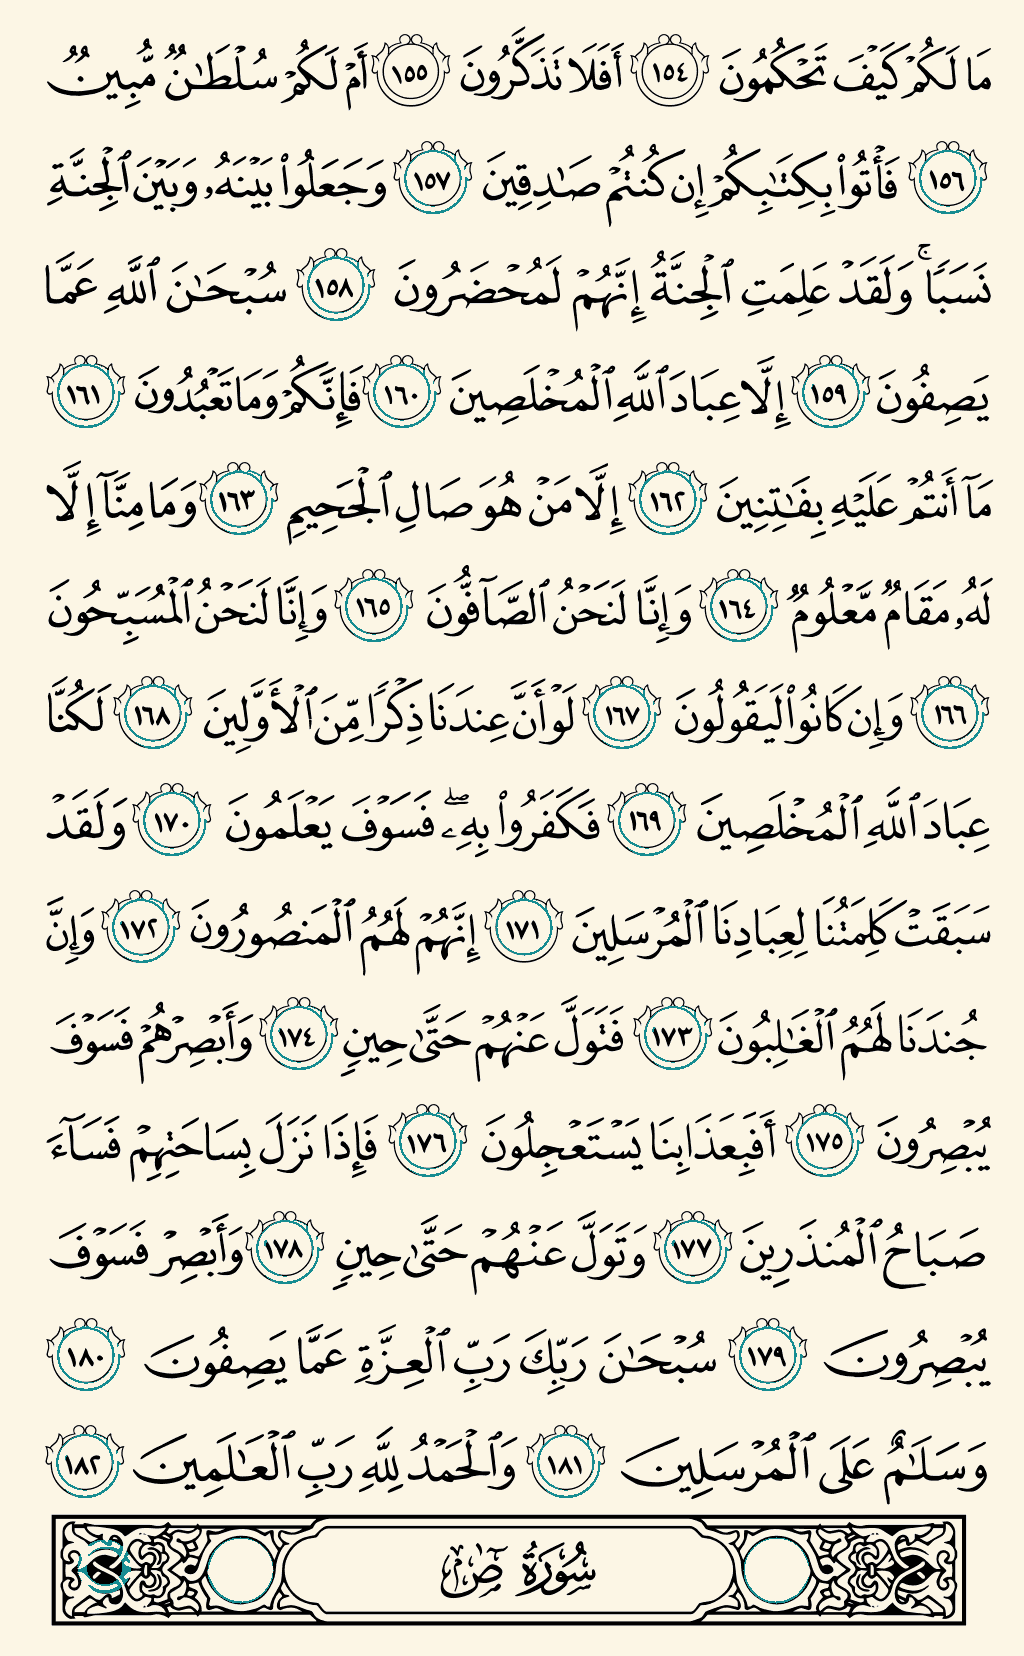 مَا لَكُمْ كَيْفَ تَحْكُمُونَ ١٥٤ أَفَلَا تَذَكَّرُونَ ١٥٥ أَمْ لَكُمْ سُلْطَـٰنٌ مُّبِينٌ
١٥٦ فَأْتُوا۟ بِكِتَـٰبِكُمْ إِن كُنتُمْ صَـٰدِقِينَ ١٥٧ وَجَعَلُوا۟ بَيْنَهُۥ وَبَيْنَ ٱلْجِنَّةِ
نَسَبًا ۚ وَلَقَدْ عَلِمَتِ ٱلْجِنَّةُ إِنَّهُمْ لَمُحْضَرُونَ ١٥٨ سُبْحَـٰنَ ٱللَّهِ عَمَّا
يَصِفُونَ ١٥٩ إِلَّا عِبَادَ ٱللَّهِ ٱلْمُخْلَصِينَ ١٦٠ فَإِنَّكُمْ وَمَا تَعْبُدُونَ ١٦١
مَآ أَنتُمْ عَلَيْهِ بِفَـٰتِنِينَ ١٦٢ إِلَّا مَنْ هُوَ صَالِ ٱلْجَحِيمِ ١٦٣ وَمَا مِنَّآ إِلَّا
لَهُۥ مَقَامٌ مَّعْلُومٌ ١٦٤ وَإِنَّا لَنَحْنُ ٱلصَّآفُّونَ ١٦٥ وَإِنَّا لَنَحْنُ ٱلْمُسَبِّحُونَ
١٦٦ وَإِن كَانُوا۟ لَيَقُولُونَ ١٦٧ لَوْ أَنَّ عِندَنَا ذِكْرًا مِّنَ ٱلْأَوَّلِينَ ١٦٨ لَكُنَّا
عِبَادَ ٱللَّهِ ٱلْمُخْلَصِينَ ١٦٩ فَكَفَرُوا۟ بِهِۦ ۖ فَسَوْفَ يَعْلَمُونَ ١٧٠ وَلَقَدْ
سَبَقَتْ كَلِمَتُنَا لِعِبَادِنَا ٱلْمُرْسَلِينَ ١٧١ إِنَّهُمْ لَهُمُ ٱلْمَنصُورُونَ ١٧٢ وَإِنَّ
جُندَنَا لَهُمُ ٱلْغَـٰلِبُونَ ١٧٣ فَتَوَلَّ عَنْهُمْ حَتَّىٰ حِينٍ ١٧٤ وَأَبْصِرْهُمْ فَسَوْفَ
يُبْصِرُونَ ١٧٥ أَفَبِعَذَابِنَا يَسْتَعْجِلُونَ ١٧٦ فَإِذَا نَزَلَ بِسَاحَتِهِمْ فَسَآءَ
صَبَاحُ ٱلْمُنذَرِينَ ١٧٧ وَتَوَلَّ عَنْهُمْ حَتَّىٰ حِينٍ ١٧٨ وَأَبْصِرْ فَسَوْفَ
يُبْصِرُونَ ١٧٩ سُبْحَـٰنَ رَبِّكَ رَبِّ ٱلْعِزَّةِ عَمَّا يَصِفُونَ ١٨٠
وَسَلَـٰمٌ عَلَى ٱلْمُرْسَلِينَ ١٨١ وَٱلْحَمْدُ لِلَّهِ رَبِّ ٱلْعَـٰلَمِينَ ١٨٢
سُورَةُ صٓ